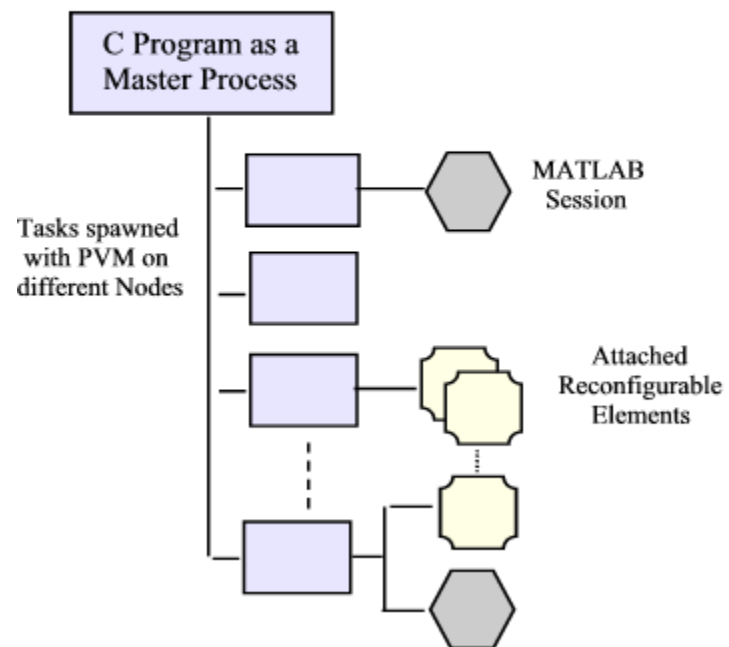 C Program as a
Master Process
MATLAB
Session
Tasks spawned
with PVM on
different Nodes
Attached
Reconfigurable
Elements